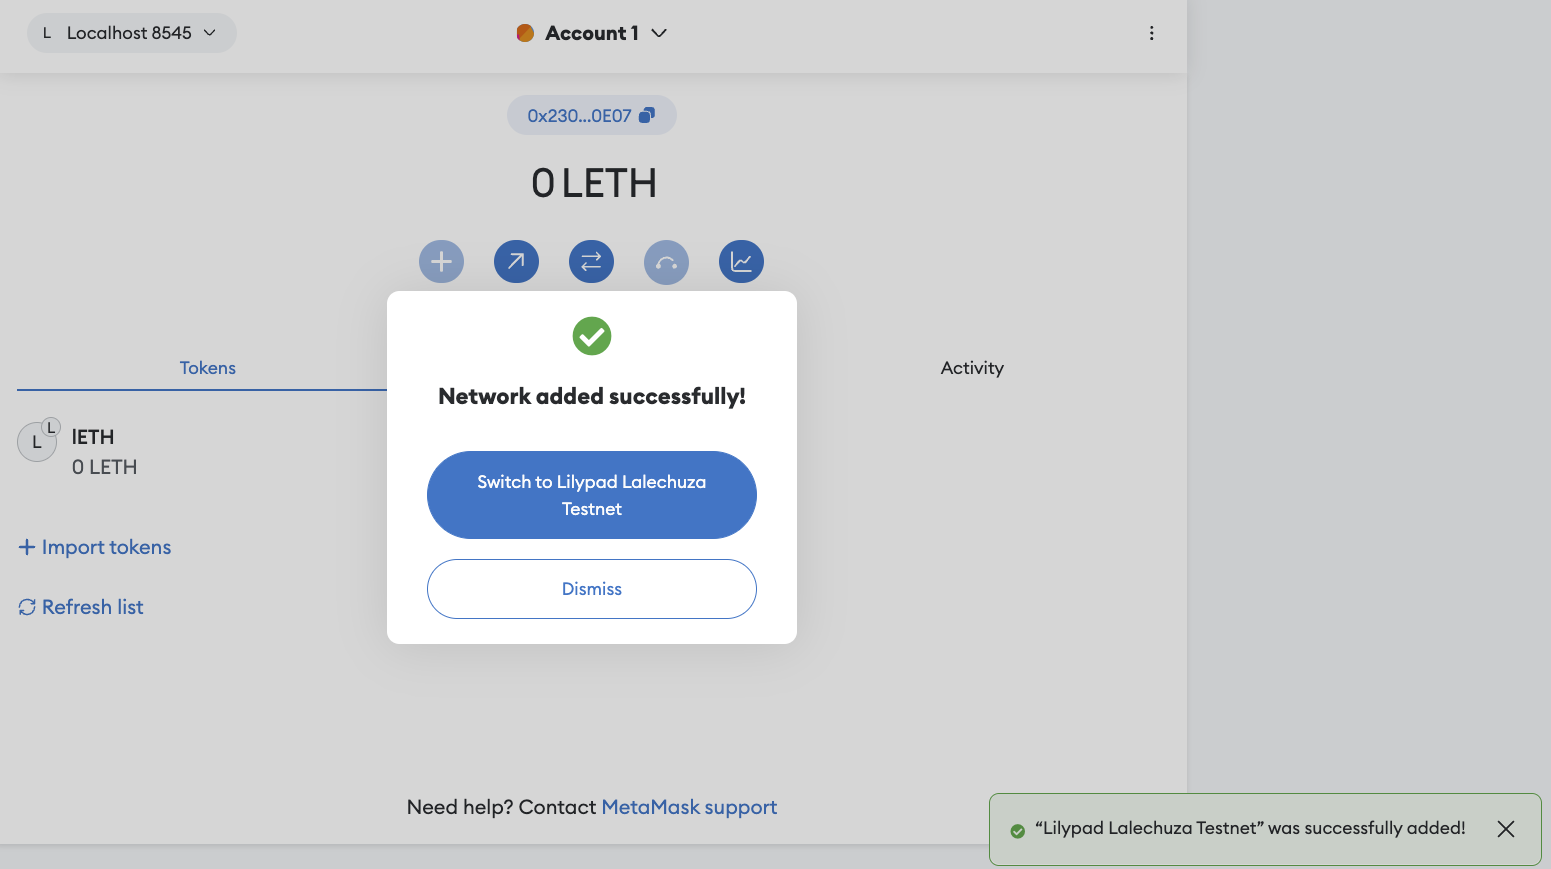 L Localhost 8545
Account 1
0x230...0E07
0 LETH
Tokens
Activity
L
L
lETH
0 LETH
Import tokens
Refresh list
Network added successfully!
Switch to Lilypad Lalechuza
Testnet
Dismiss
Need help? Contact MetaMask support
“Lilypad Lalechuza Testnet” was successfully added!